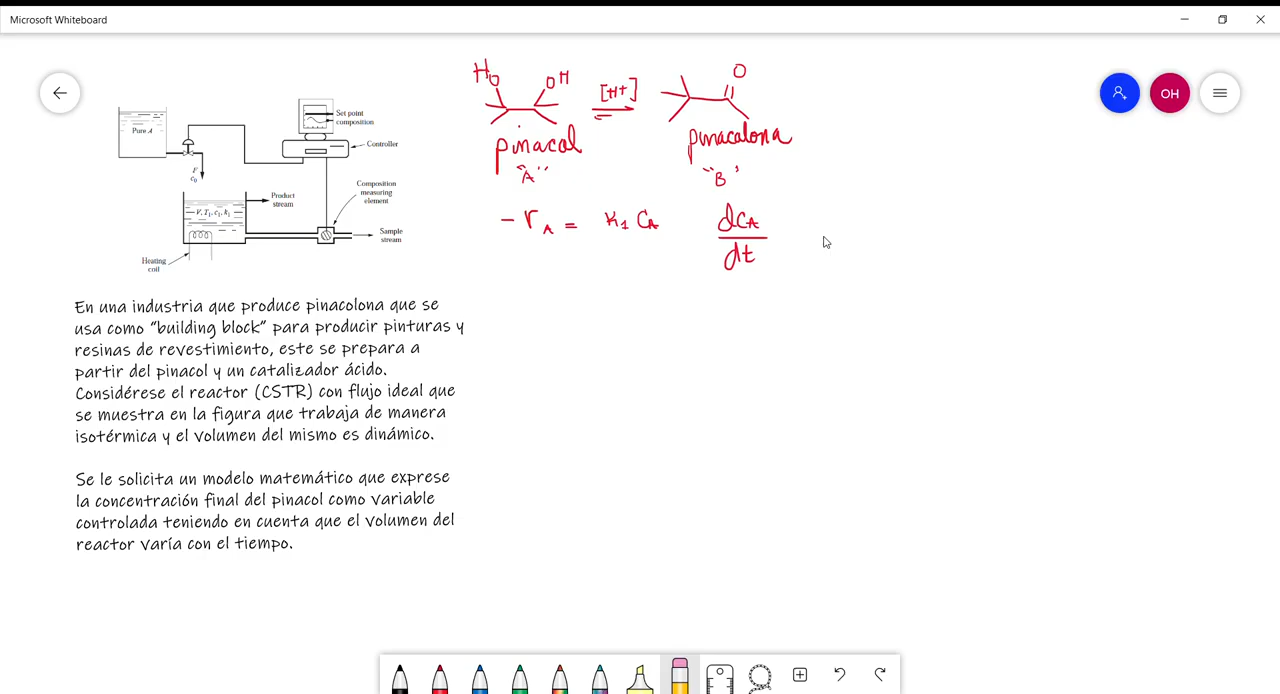 Microsoft Whiteboard
OH
Pure A
F
c₀
Set point
composition
Controller
Composition
measuring
element
Product
stream
V, T₁, c₁, k₁
Sample
stream
Heating
coil
HO
OH
[H+]
O
pinacol
"A"
pinacalona
"B"
- r_A = k₁ C_A
dC_A
dt
En una industria que produce pinacolona que se
usa como "building block" para producir pinturas y
resinas de revestimiento, este se prepara a
partir del pinacol y un catalizador ácido.
Considérese el reactor (CSTR) con flujo ideal que
se muestra en la figura que trabaja de manera
isotérmica y el volumen del mismo es dinámico.
Se le solicita un modelo matemático que exprese
la concentración final del pinacol como variable
controlada teniendo en cuenta que el volumen del
reactor varía con el tiempo.